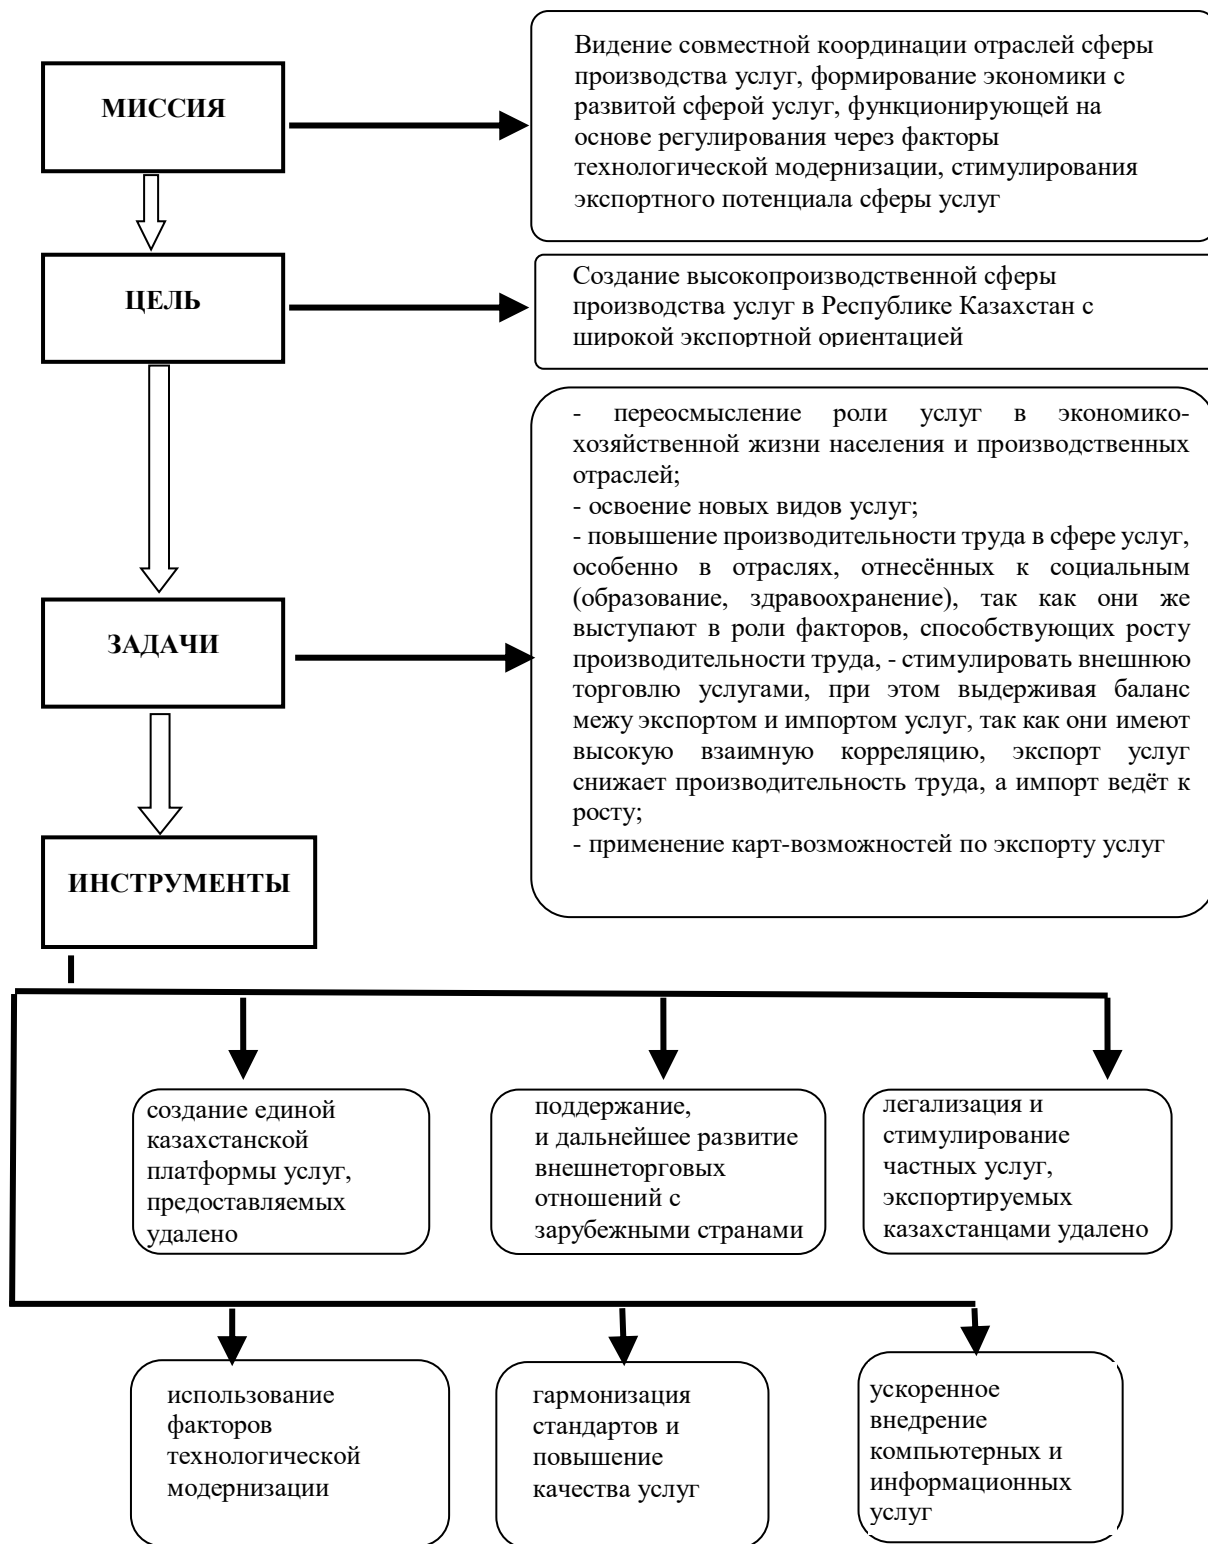 МИССИЯ
Видение совместной координации отраслей сферы
производства услуг, формирование экономики с
развитой сферой услуг, функционирующей на
основе регулирования через факторы
технологической модернизации, стимулирования
экспортного потенциала сферы услуг
ЦЕЛЬ
Создание высокопроизводственной сферы
производства услуг в Республике Казахстан с
широкой экспортной ориентацией
ЗАДАЧИ
- переосмысление роли услуг в экономико-
хозяйственной жизни населения и производственных
отраслей;
- освоение новых видов услуг;
- повышение производительности труда в сфере услуг,
особенно в отраслях, отнесённых к социальным
(образование, здравоохранение), так как они же
выступают в роли факторов, способствующих росту
производительности труда, - стимулировать внешнюю
торговлю услугами, при этом выдерживая баланс
межу экспортом и импортом услуг, так как они имеют
высокую взаимную корреляцию, экспорт услуг
снижает производительность труда, а импорт ведёт к
росту;
- применение карт-возможностей по экспорту услуг
ИНСТРУМЕНТЫ
создание единой
казахстанской
платформы услуг,
предоставляемых
удалено
поддержание,
и дальнейшее развитие
внешнеторговых
отношений с
зарубежными странами
легализация и
стимулирование
частных услуг,
экспортируемых
казахстанцами удалено
использование
факторов
технологической
модернизации
гармонизация
стандартов и
повышение
качества услуг
ускоренное
внедрение
компьютерных и
информационных
услуг